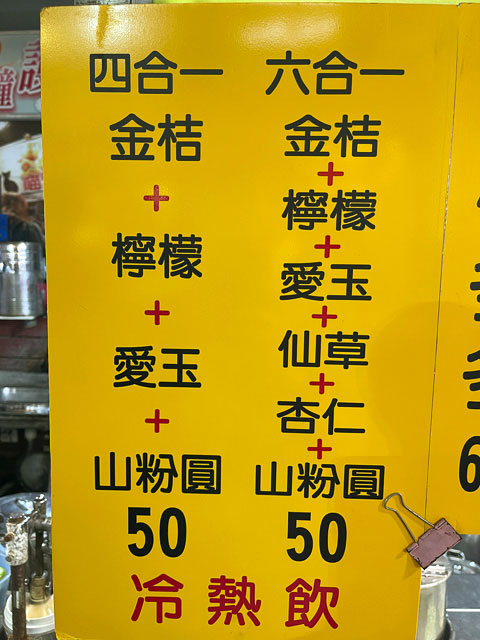 四合一
金桔
+
檸檬
+
愛玉
+
山粉圓
50
六合一
金桔
+
檸檬
+
愛玉
+
仙草
+
杏仁
+
山粉圓
50
冷熱飲